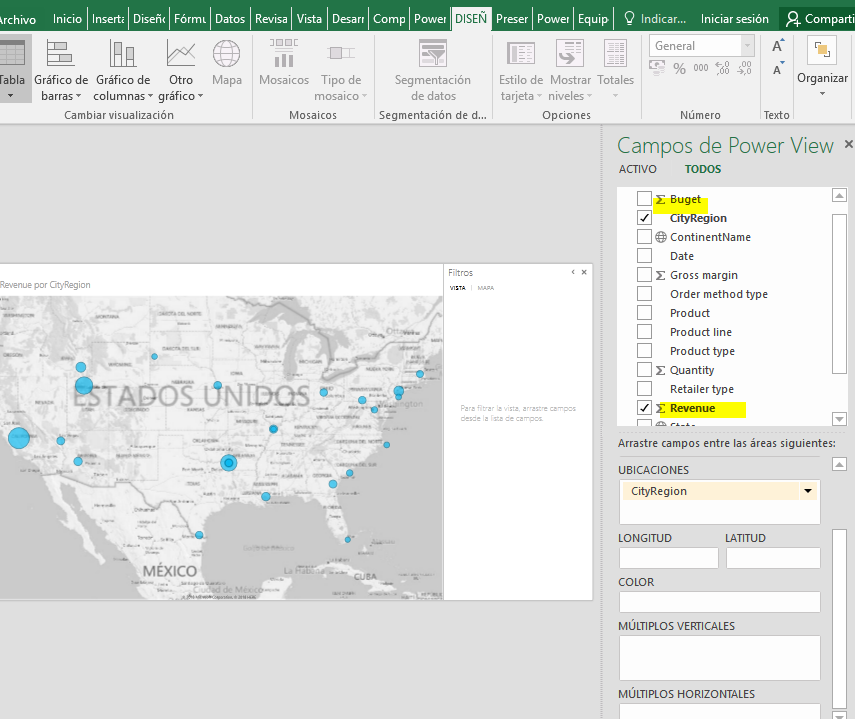 Archivo Inicio Inserta Diseño Fórmu Datos Revisa Vista Desarr Comp Power DISEÑ Preser Power Equip Indicar... Iniciar sesión Comparti
Tabla Gráfico de barras Gráfico de columnas Otro gráfico Mapa Mosaicos Tipo de mosaico Segmentación de datos Estilo de tarjeta Mostrar niveles Totales General % 000 ,00 ,00 A A Organizar
Cambiar visualización Mosaicos Segmentación de d... Opciones Número Texto
Campos de Power View
ACTIVO TODOS
Buget
CityRegion
ContinentName
Date
Gross margin
Order method type
Product
Product line
Product type
Quantity
Retailer type
Revenue
State
Revenue por CityRegion
ESTADOS UNIDOS
MÉXICO
Ciudad de México
La Habana
CUBA
Filtros
VISTA MAPA
Para filtrar la vista, arrastre campos
desde la lista de campos.
Arrastre campos entre las áreas siguientes:
UBICACIONES
CityRegion
LONGITUD LATITUD
COLOR
MÚLTIPLOS VERTICALES
MÚLTIPLOS HORIZONTALES